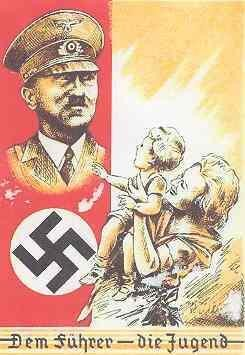 Dem Führer — die Jugend